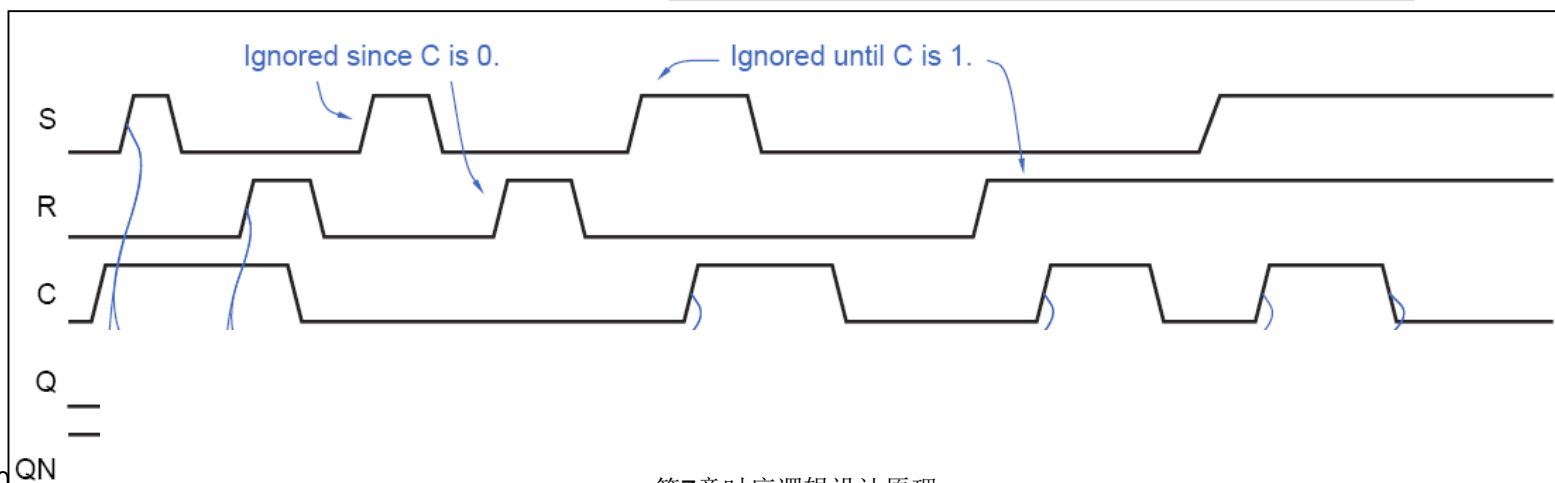 Ignored since C is 0.
Ignored until C is 1.
S
R
C
Q
QN